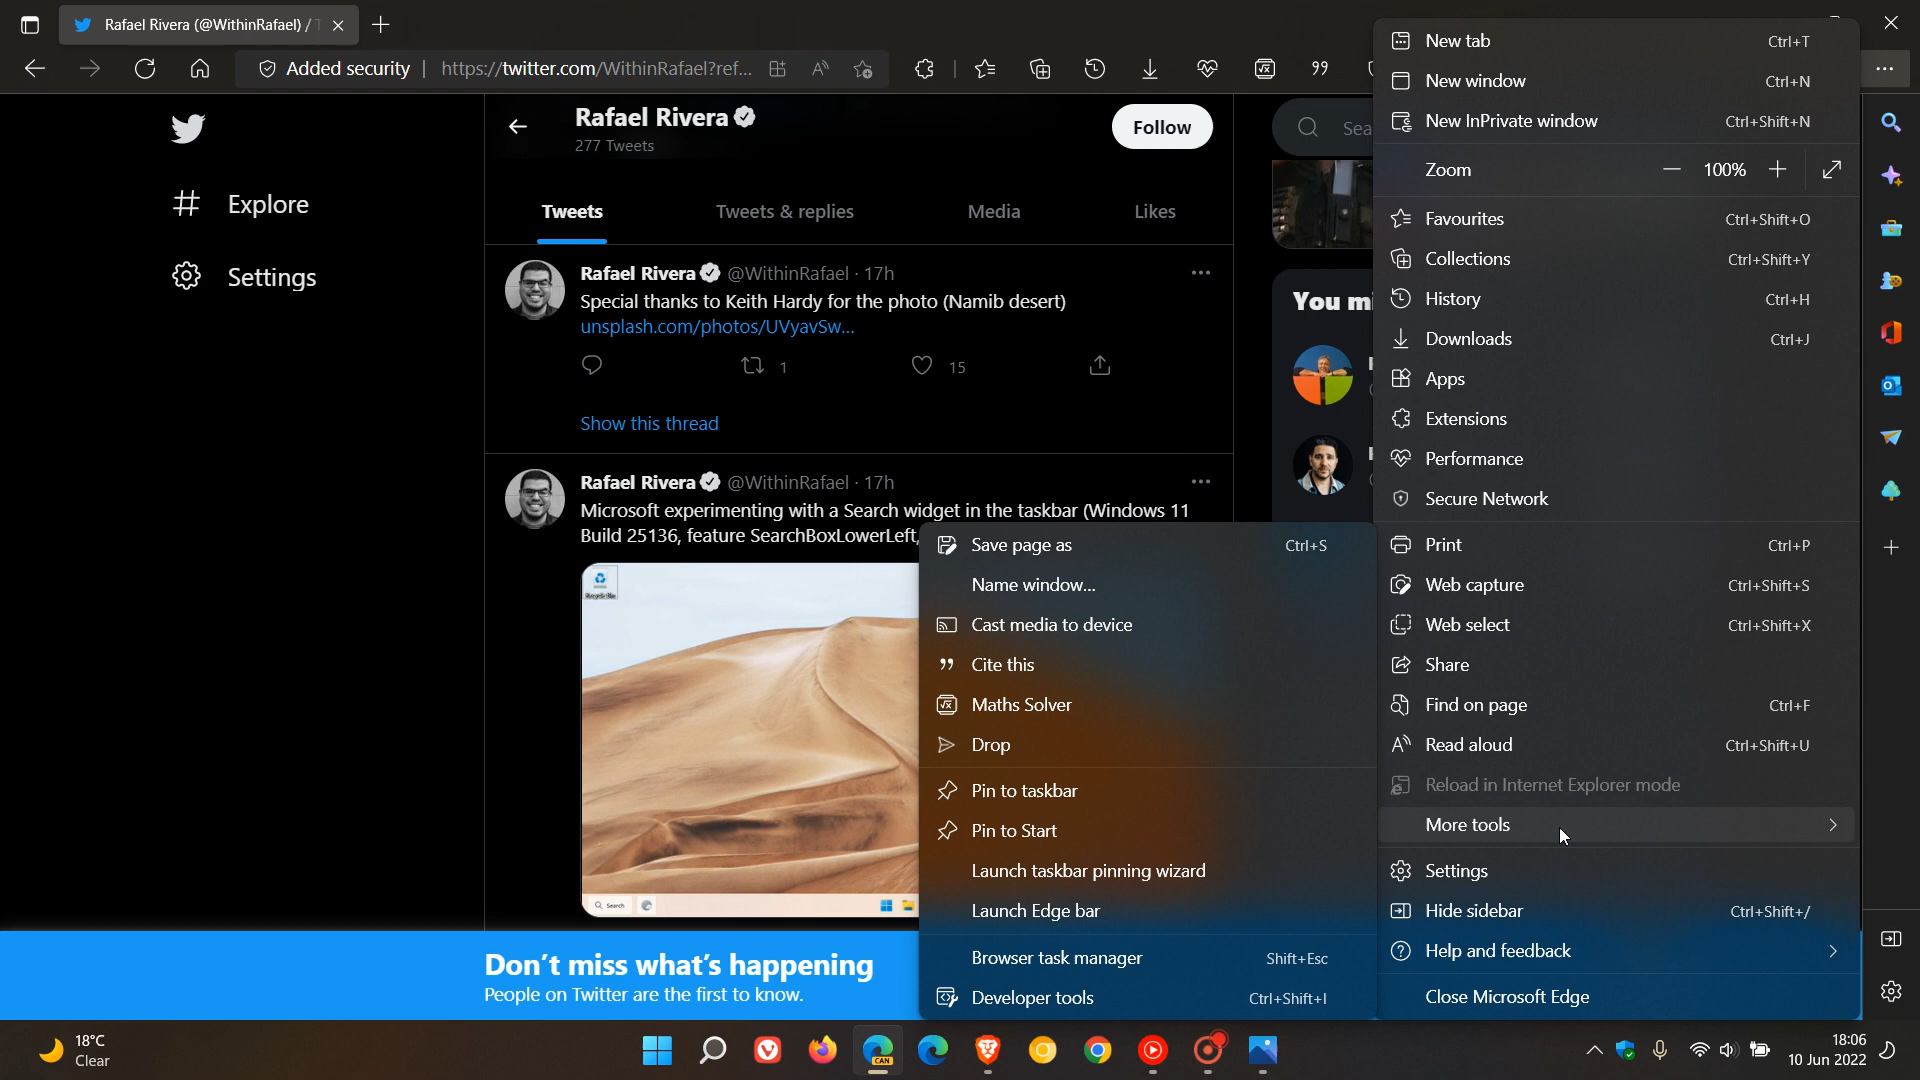 Rafael Rivera (@WithinRafael) /
Added security
https://twitter.com/WithinRafael?ref...
Explore
Settings
Rafael Rivera
277 Tweets
Follow
Tweets
Tweets & replies
Media
Likes
Rafael Rivera @WithinRafael · 17h
Special thanks to Keith Hardy for the photo (Namib desert)
unsplash.com/photos/UVyavSw...
1
15
Show this thread
Rafael Rivera @WithinRafael · 17h
Microsoft experimenting with a Search widget in the taskbar (Windows 11
Build 25136, feature SearchBoxLowerLeft,
Recycle Bin
Search
Don't miss what's happening
People on Twitter are the first to know.
Sea
You mi
New tab Ctrl+T
New window Ctrl+N
New InPrivate window Ctrl+Shift+N
Zoom 100%
Favourites Ctrl+Shift+O
Collections Ctrl+Shift+Y
History Ctrl+H
Downloads Ctrl+J
Apps
Extensions
Performance
Secure Network
Print Ctrl+P
Web capture Ctrl+Shift+S
Web select Ctrl+Shift+X
Share
Find on page Ctrl+F
Read aloud Ctrl+Shift+U
Reload in Internet Explorer mode
More tools
Settings
Hide sidebar Ctrl+Shift+/
Help and feedback
Close Microsoft Edge
Save page as Ctrl+S
Name window...
Cast media to device
Cite this
Maths Solver
Drop
Pin to taskbar
Pin to Start
Launch taskbar pinning wizard
Launch Edge bar
Browser task manager Shift+Esc
Developer tools Ctrl+Shift+I
18°C
Clear
CAN
18:06
10 Jun 2022